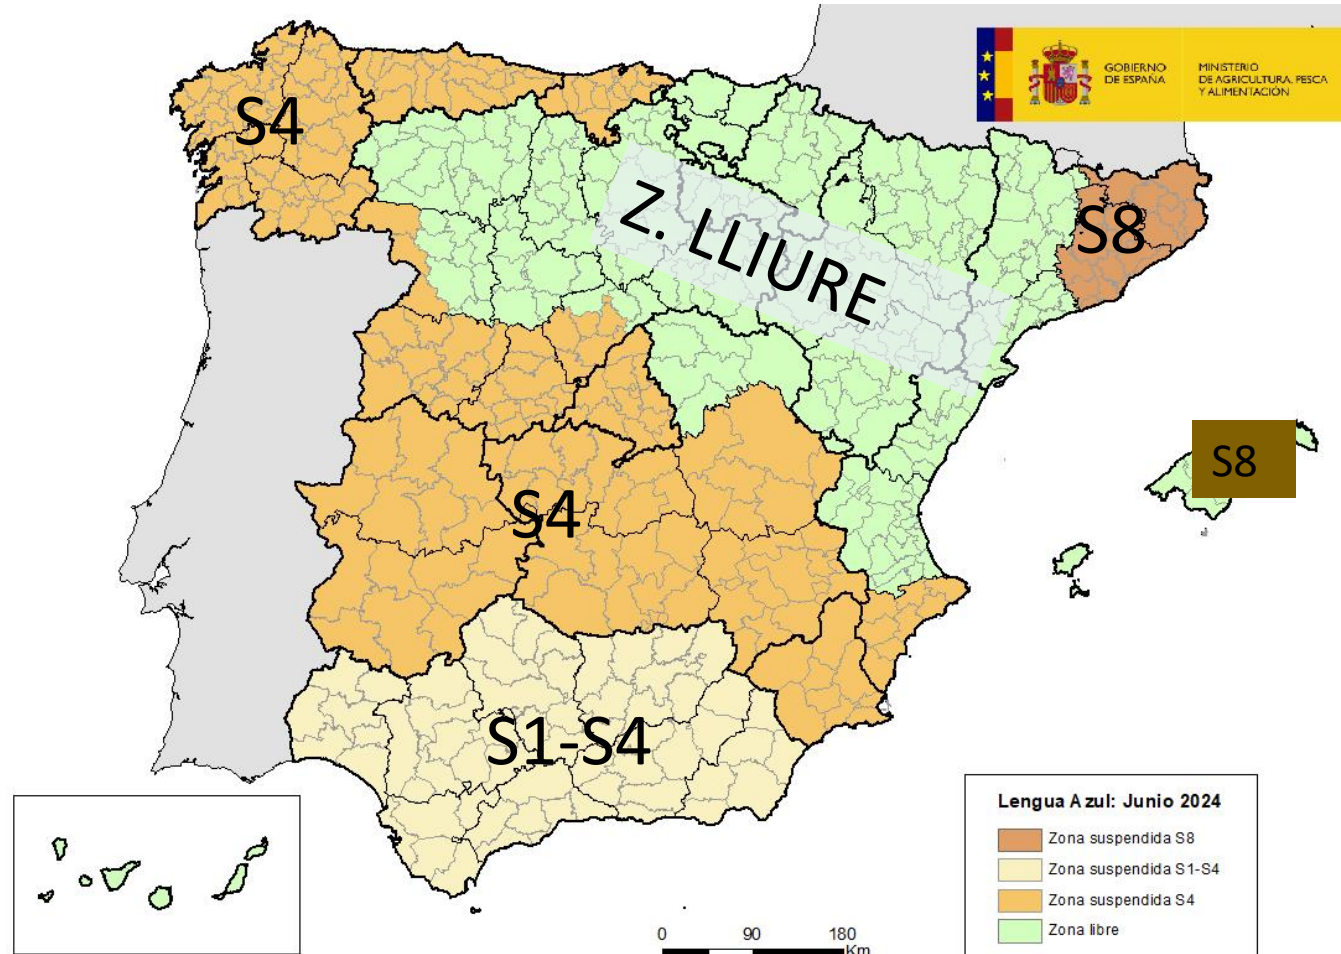 GOBIERNO
DE ESPAÑA
MINISTERIO
DE AGRICULTURA, PESCA
Y ALIMENTACIÓN
S4
Z. LLIURE
S8
S8
S4
S1-S4
Lengua Azul: Junio 2024
Zona suspendida S8
Zona suspendida S1-S4
Zona suspendida S4
Zona libre
0 90 180
Km